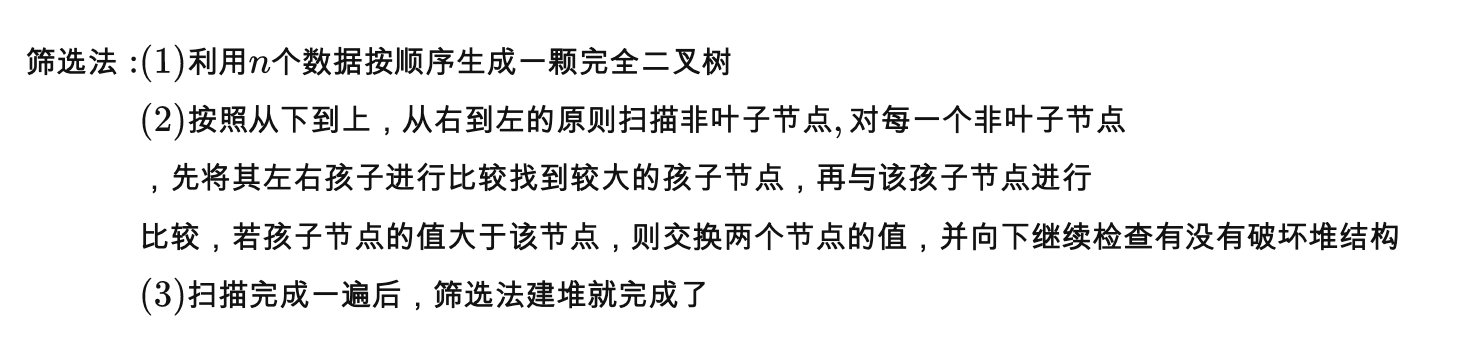 筛选法:(1)利用n个数据按顺序生成一颗完全二叉树
(2)按照从下到上，从右到左的原则扫描非叶子节点,对每一个非叶子节点
，先将其左右孩子进行比较找到较大的孩子节点，再与该孩子节点进行
比较，若孩子节点的值大于该节点，则交换两个节点的值，并向下继续检查有没有破坏堆结构
(3)扫描完成一遍后，筛选法建堆就完成了